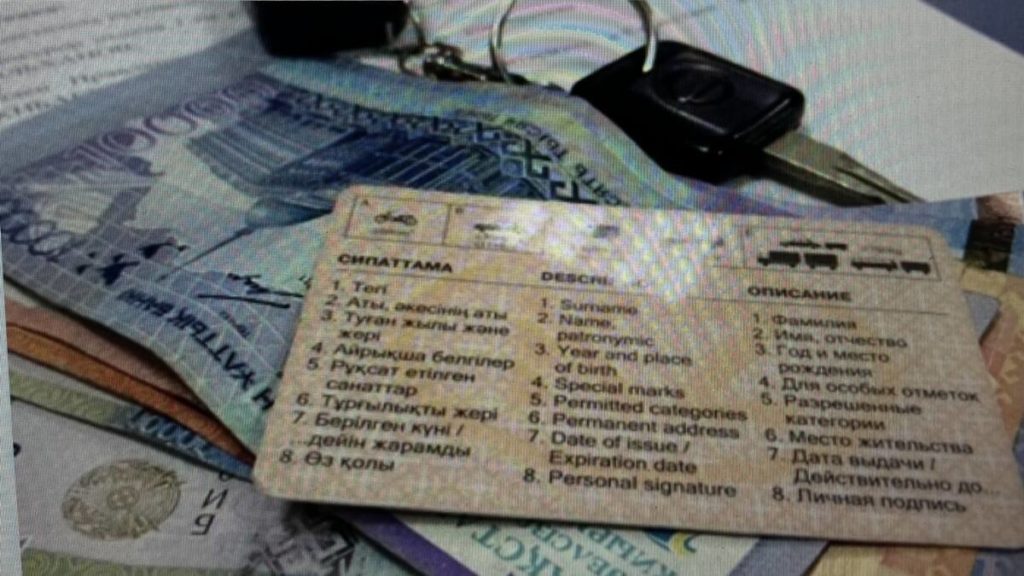 A
B
СИПАТТАМА
1. Тегі
2. Аты, әкесінің аты
3. Туған жылы және
жері
4. Айрықша белгілер
5. Рұқсат етілген
санаттар
6. Тұрғылықты жері
7. Берілген күні /
...дейін жарамды
8. Өз қолы
DESCRI
1. Surname
2. Name,
patronymic
3. Year and place
of birth
4. Special marks
5. Permitted categories
6. Permanent address
7. Date of issue /
Expiration date
8. Personal signature
ОПИСАНИЕ
1. Фамилия
2. Имя, отчество
3. Год и место
рождения
4. Для особых отметок
5. Разрешенные
категории
6. Место жительства
7. Дата выдачи /
Действительно до...
8. Личная подпись
10000
ҰЛТТЫҚ БАНКІ